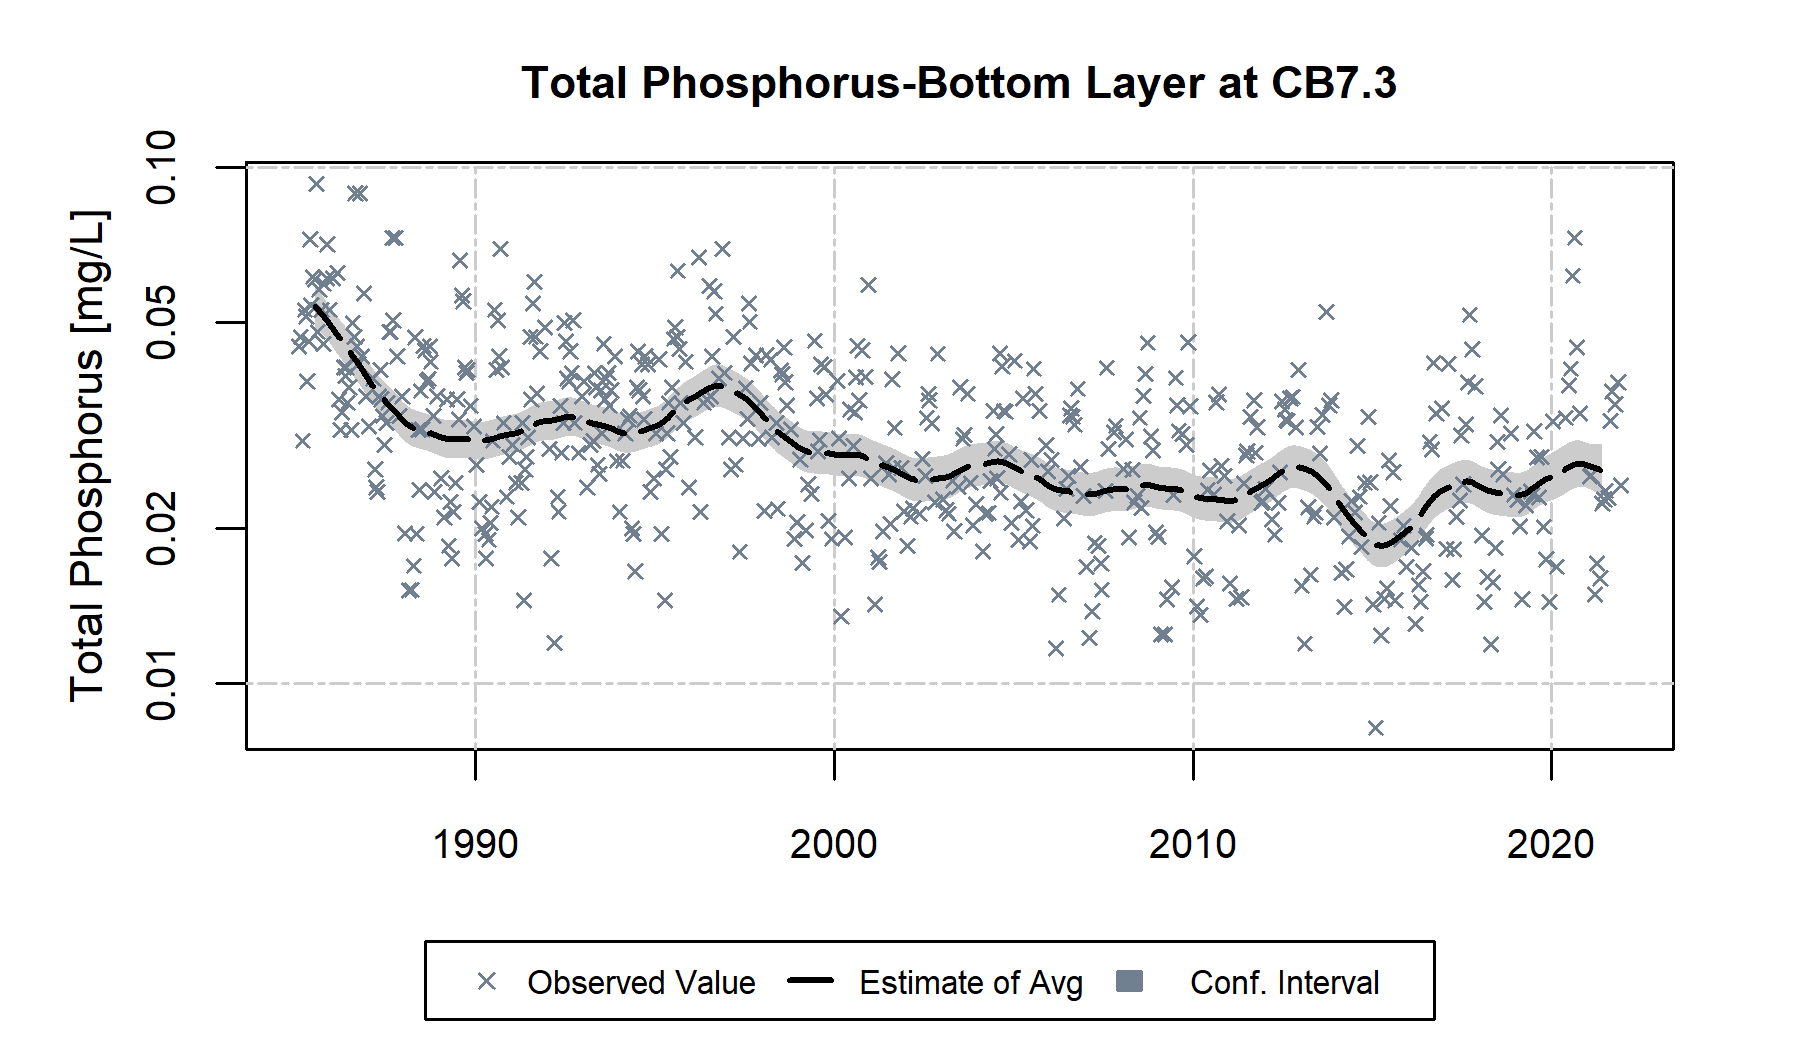 Total Phosphorus-Bottom Layer at CB7.3
Total Phosphorus [mg/L]
0.10
0.05
0.02
0.01
1990 2000 2010 2020
Observed Value Estimate of Avg Conf. Interval